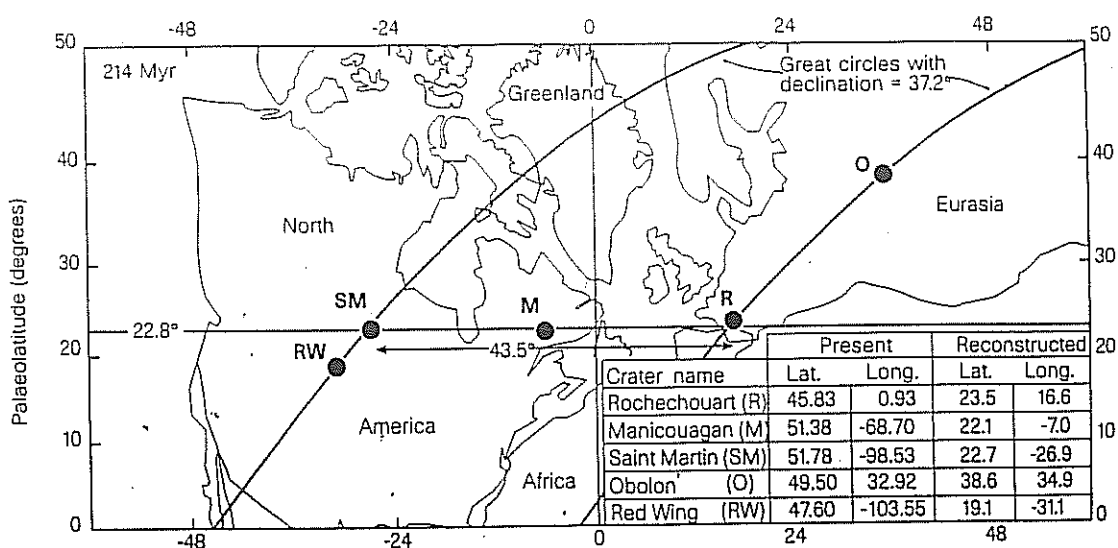 -48 -24 0 24 48
50 50
214 Myr
Great circles with
declination = 37.2°
Greenland
40 40
O
North
Eurasia
30 30
SM M R
22.8°
43.5°
20 20
RW
Palaeolatitude (degrees)
America
Africa
10 10
0 0
-48 -24 0 24 48
Present Reconstructed
Crater name Lat. Long. Lat. Long.
Rochechouart (R) 45.83 0.93 23.5 16.6
Manicouagan (M) 51.38 -68.70 22.1 -7.0
Saint Martin (SM) 51.78 -98.53 22.7 -26.9
Obolon' (O) 49.50 32.92 38.6 34.9
Red Wing (RW) 47.60 -103.55 19.1 -31.1